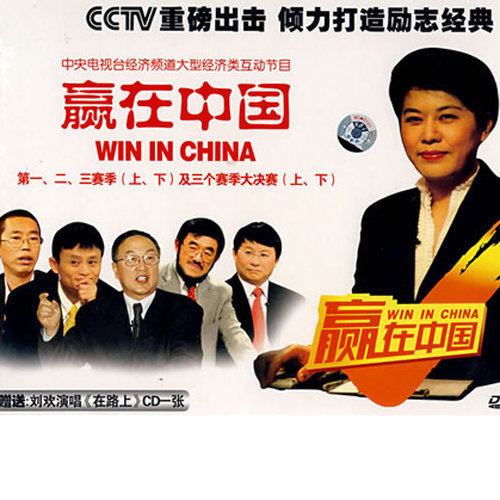 CCTV重磅出击 倾力打造励志经典
中央电视台经济频道大型经济类互动节目
赢在中国
WIN IN CHINA
第一、二、三赛季(上、下)及三个赛季大决赛(上、下)
WIN IN CHINA
赢在中国
赠送:刘欢演唱《在路上》CD一张